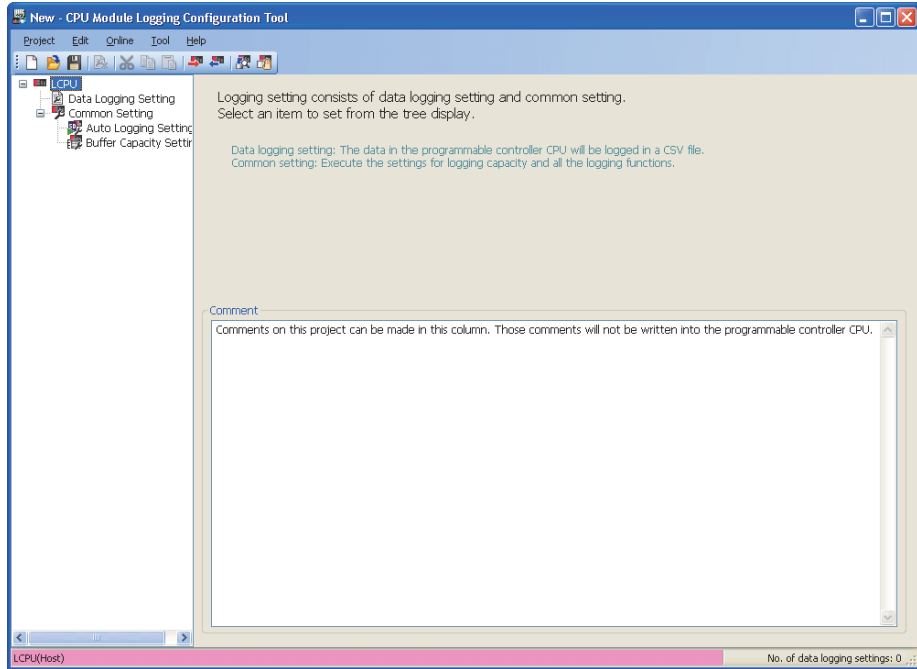 New - CPU Module Logging Configuration Tool
Project Edit Online Tool Help
LCPU
Data Logging Setting
Common Setting
Auto Logging Setting
Buffer Capacity Settir
Logging setting consists of data logging setting and common setting.
Select an item to set from the tree display.
Data logging setting: The data in the programmable controller CPU will be logged in a CSV file.
Common setting: Execute the settings for logging capacity and all the logging functions.
Comment
Comments on this project can be made in this column. Those comments will not be written into the programmable controller CPU.
LCPU(Host) No. of data logging settings: 0